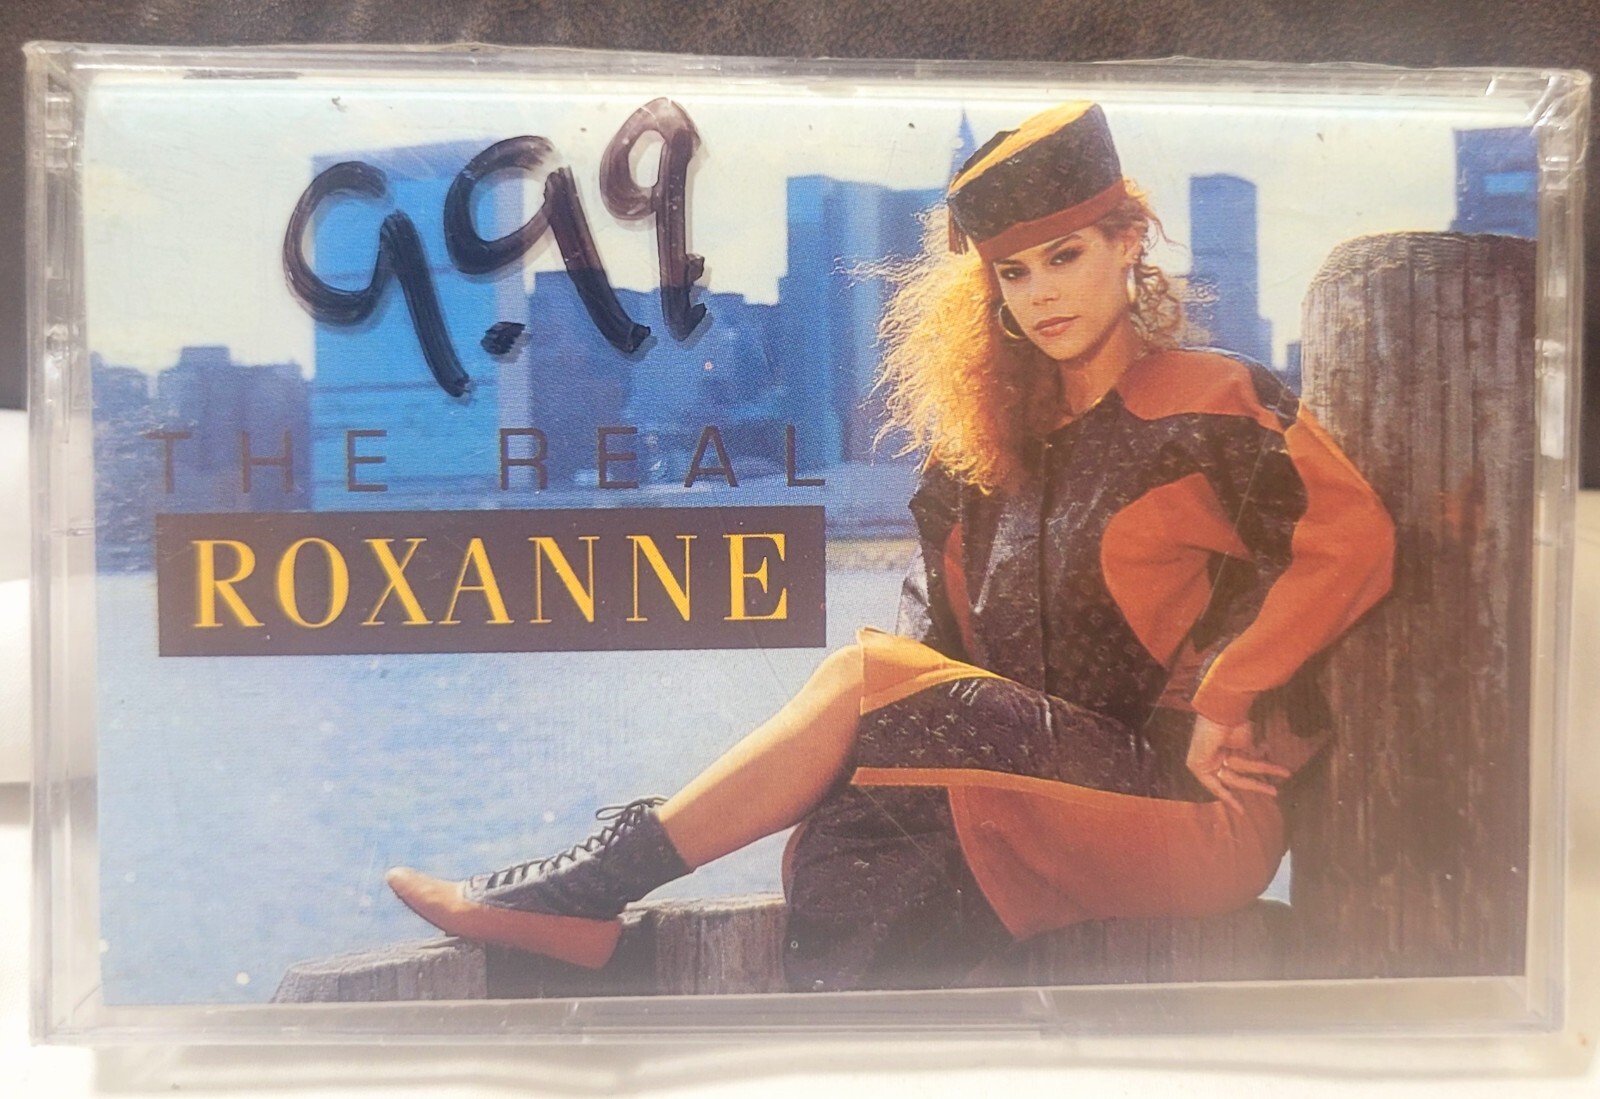 9.99
THE REAL
ROXANNE